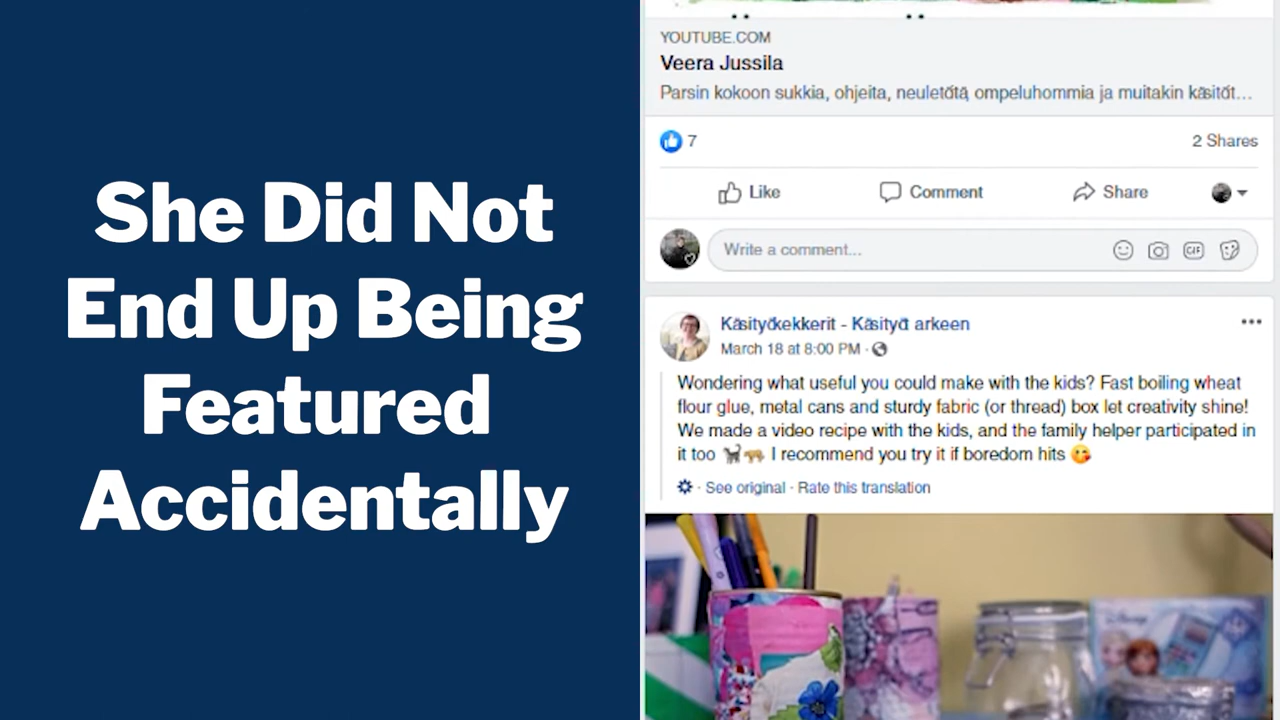 She Did Not
End Up Being
Featured
Accidentally
YOUTUBE.COM
Veera Jussila
Parsin kokoon sukkia, ohjeita, neuletötä, ompeluhommia ja muitakin käsitöt...
7
2 Shares
Like
Comment
Share
Write a comment...
GIF
Käsityökekkerit - Käsityöt arkeen
March 18 at 8:00 PM ·
Wondering what useful you could make with the kids? Fast boiling wheat
flour glue, metal cans and sturdy fabric (or thread) box let creativity shine!
We made a video recipe with the kids, and the family helper participated in
it too 🐈🐆 I recommend you try it if boredom hits 😋
· See original · Rate this translation
Disney